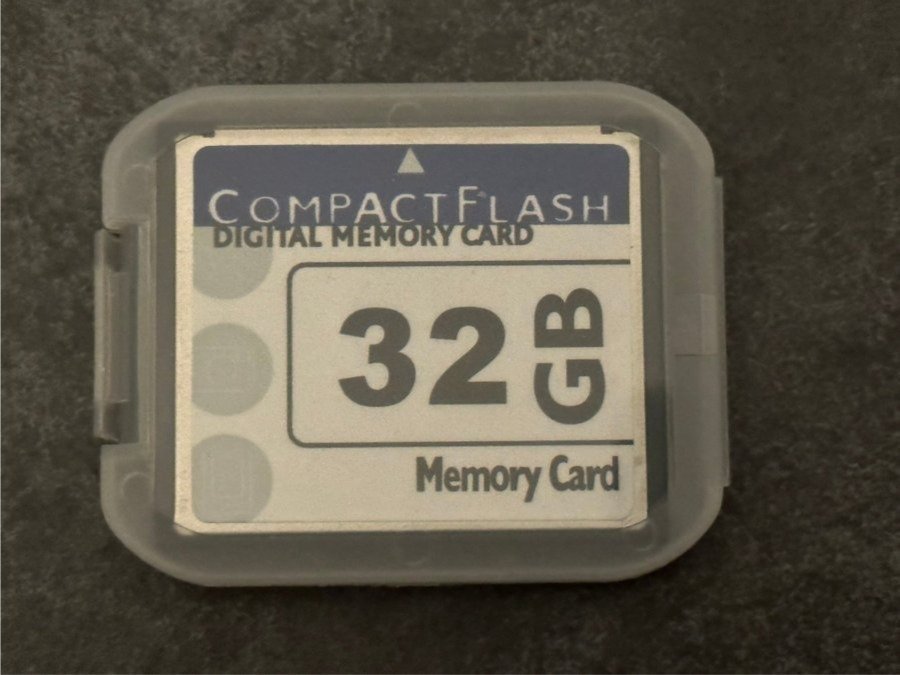 COMPACTFLASH
DIGITAL MEMORY CARD
32 GB
Memory Card